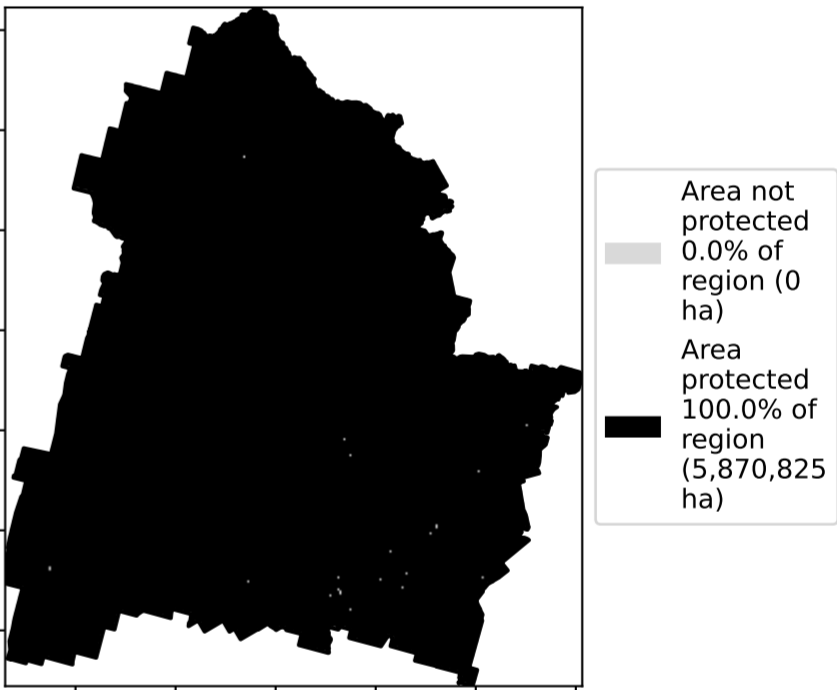 Area not
protected
0.0% of
region (0
ha)
Area
protected
100.0% of
region
(5,870,825
ha)